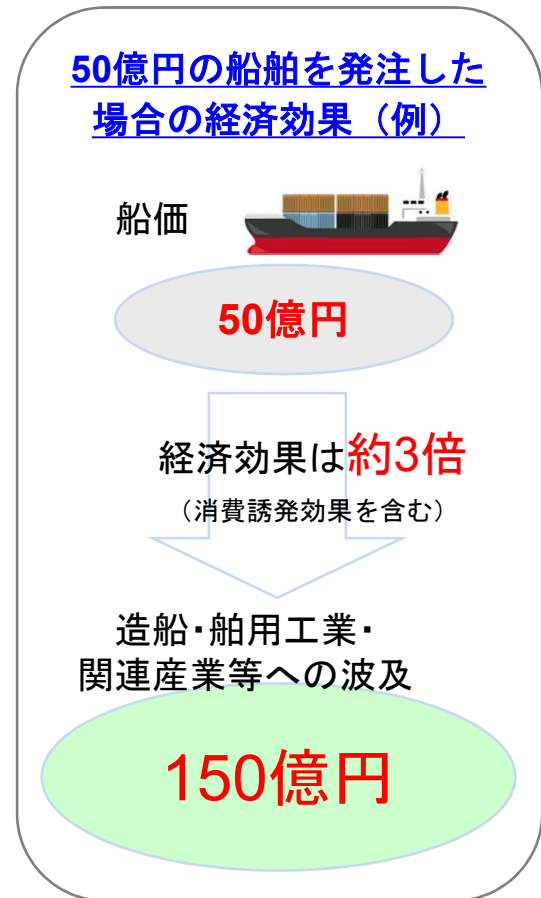 50億円の船舶を発注した
場合の経済効果（例）
船価
50億円
経済効果は約3倍
（消費誘発効果を含む）
造船・舶用工業・
関連産業等への波及
150億円